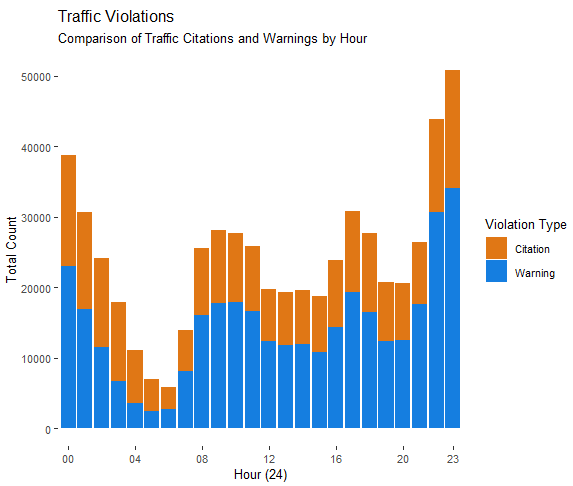 Traffic Violations
Comparison of Traffic Citations and Warnings by Hour
50000
40000
30000
20000
10000
0
Total Count
00 04 08 12 16 20 23
Hour (24)
Violation Type
Citation
Warning